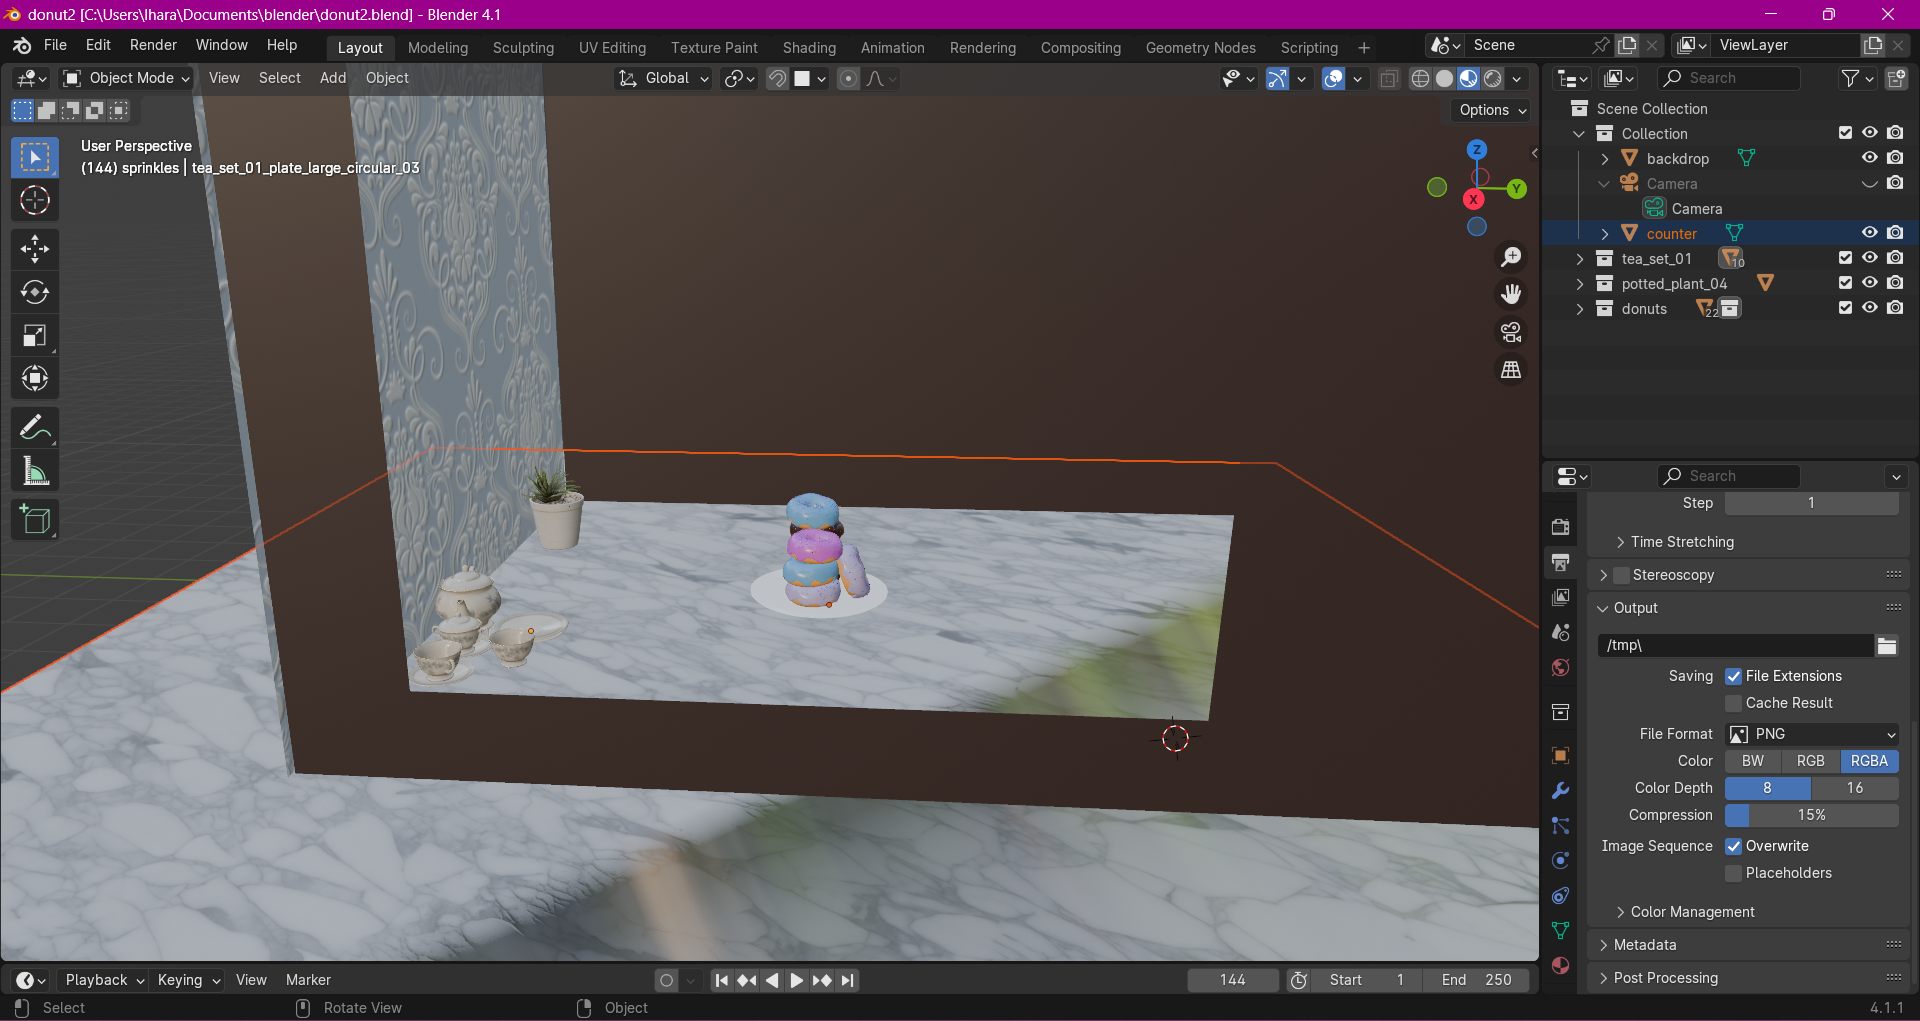 donut2 [C:\Users\lhara\Documents\blender\donut2.blend] - Blender 4.1
File Edit Render Window Help
Layout Modeling Sculpting UV Editing Texture Paint Shading Animation Rendering Compositing Geometry Nodes Scripting +
Scene
ViewLayer
Object Mode View Select Add Object
Global
Options
User Perspective
(144) sprinkles | tea_set_01_plate_large_circular_03
Z
Y
X
Search
Scene Collection
Collection
backdrop
Camera
Camera
counter
tea_set_01 10
potted_plant_04
donuts 22
Search
Step 1
Time Stretching
Stereoscopy
Output
/tmp\
Saving File Extensions
Cache Result
File Format PNG
Color BW RGB RGBA
Color Depth 8 16
Compression 15%
Image Sequence Overwrite
Placeholders
Color Management
Metadata
Post Processing
Playback Keying View Marker
144 Start 1 End 250
Select Rotate View Object
4.1.1